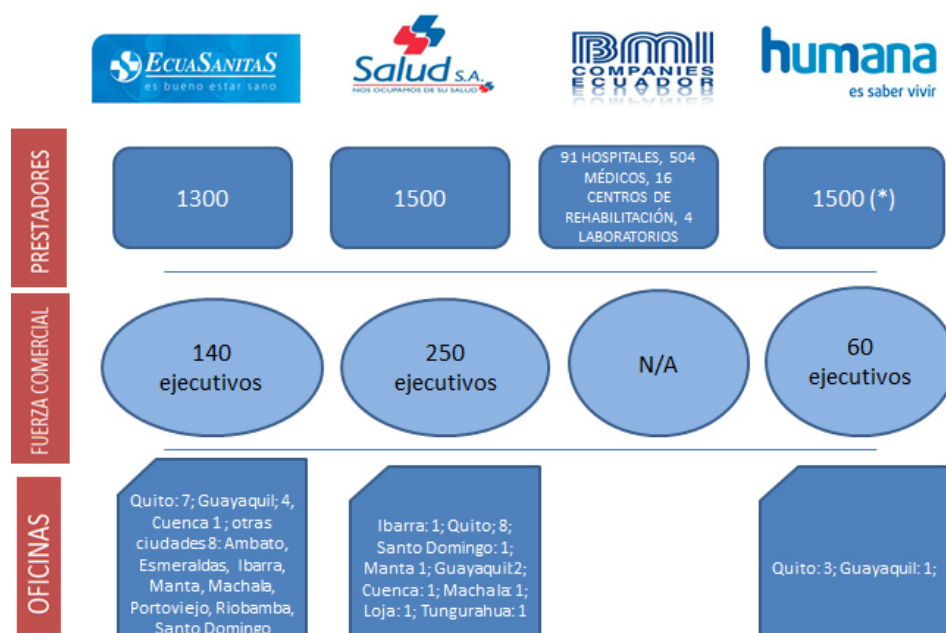 ECUASANITAS
es bueno estar sano
Salud S.A.
NOS OCUPAMOS DE SU SALUD
BMI
COMPANIES
ECUADOR
humana
es saber vivir
PRESTADORES
1300
1500
91 HOSPITALES, 504
MÉDICOS, 16
CENTROS DE
REHABILITACIÓN, 4
LABORATORIOS
1500 (*)
FUERZA COMERCIAL
140
ejecutivos
250
ejecutivos
N/A
60
ejecutivos
OFICINAS
Quito: 7; Guayaquil; 4,
Cuenca 1 ; otras
ciudades 8: Ambato,
Esmeraldas, Ibarra,
Manta, Machala,
Portoviejo, Riobamba,
Santo Domingo
Ibarra: 1; Quito; 8;
Santo Domingo: 1;
Manta 1; Guayaquil:2;
Cuenca: 1; Machala: 1;
Loja: 1; Tungurahua: 1
Quito: 3; Guayaquil: 1;